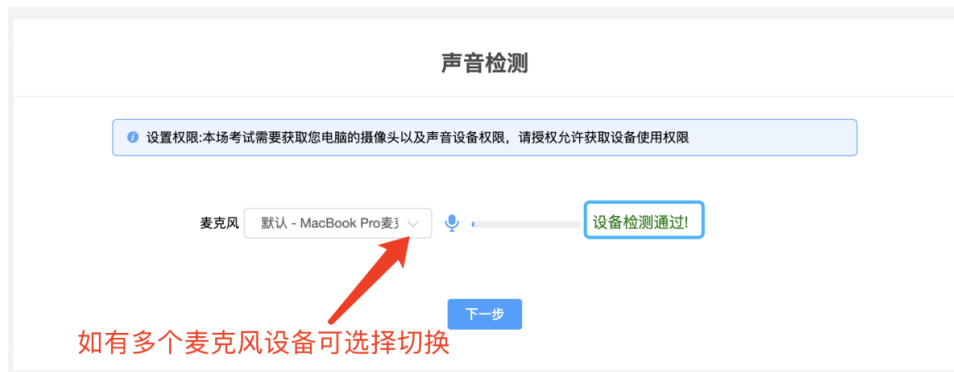 声音检测
设置权限:本场考试需要获取您电脑的摄像头以及声音设备权限，请授权允许获取设备使用权限
麦克风 默认 - MacBook Pro麦 设备检测通过!
下一步
如有多个麦克风设备可选择切换